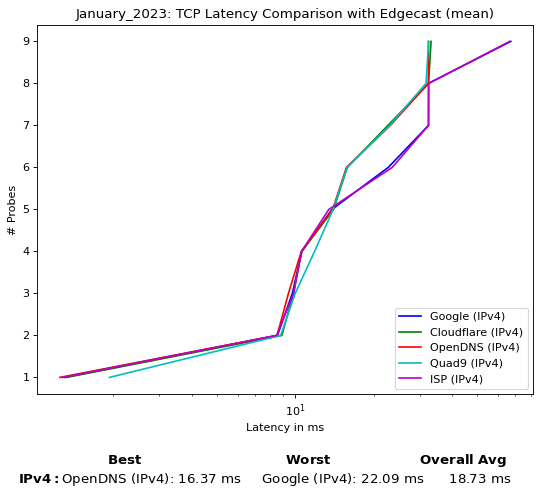 January_2023: TCP Latency Comparison with Edgecast (mean)
9
8
7
6
5
4
3
2
1
# Probes
10¹
Latency in ms
Google (IPv4)
Cloudflare (IPv4)
OpenDNS (IPv4)
Quad9 (IPv4)
ISP (IPv4)
Best Worst Overall Avg
IPv4: OpenDNS (IPv4): 16.37 ms Google (IPv4): 22.09 ms 18.73 ms